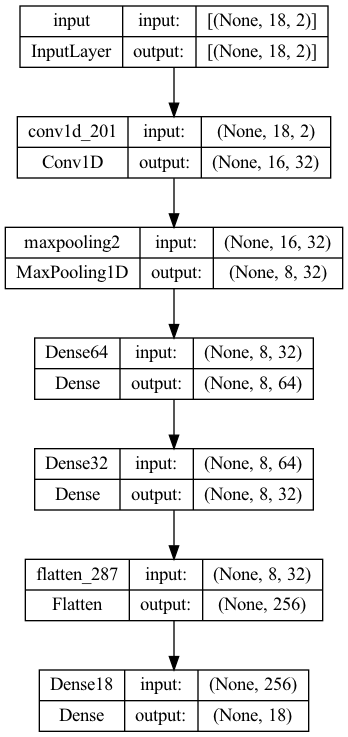 input input: [(None, 18, 2)]
InputLayer output: [(None, 18, 2)]
conv1d_201 input: (None, 18, 2)
Conv1D output: (None, 16, 32)
maxpooling2 input: (None, 16, 32)
MaxPooling1D output: (None, 8, 32)
Dense64 input: (None, 8, 32)
Dense output: (None, 8, 64)
Dense32 input: (None, 8, 64)
Dense output: (None, 8, 32)
flatten_287 input: (None, 8, 32)
Flatten output: (None, 256)
Dense18 input: (None, 256)
Dense output: (None, 18)